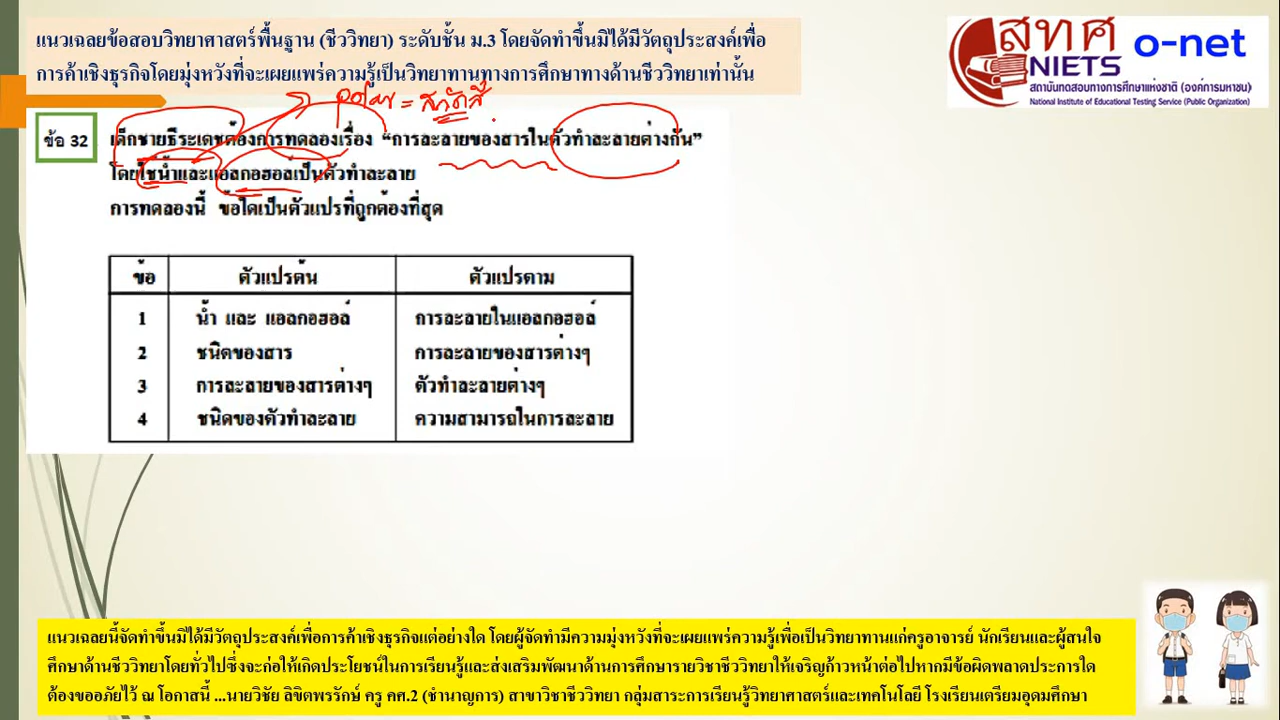 แนวเฉลยข้อสอบวิทยาศาสตร์พื้นฐาน (ชีววิทยา) ระดับชั้น ม.3 โดยจัดทำขึ้นมิได้มีวัตถุประสงค์เพื่อ
การค้าเชิงธุรกิจโดยมุ่งหวังที่จะเผยแพร่ความรู้เป็นวิทยาทานทางการศึกษาทางด้านชีววิทยาเท่านั้น
สทศ
NIETS
o-net
สถาบันทดสอบทางการศึกษาแห่งชาติ (องค์การมหาชน)
National Institute of Educational Testing Service (Public Organization)
polar =
ข้อ 32
เด็กชายธีระเดชต้องการทดลองเรื่อง “การละลายของสารในตัวทำละลายต่างกัน”
โดยใช้น้ำและแอลกอฮอล์เป็นตัวทำละลาย
การทดลองนี้ ข้อใดเป็นตัวแปรที่ถูกต้องที่สุด
ข้อ ตัวแปรต้น ตัวแปรตาม
1 น้ำ และ แอลกอฮอล์ การละลายในแอลกอฮอล์
2 ชนิดของสาร การละลายของสารต่างๆ
3 การละลายของสารต่างๆ ตัวทำละลายต่างๆ
4 ชนิดของตัวทำละลาย ความสามารถในการละลาย
แนวเฉลยนี้จัดทำขึ้นมิได้มีวัตถุประสงค์เพื่อการค้าเชิงธุรกิจแต่อย่างใด โดยผู้จัดทำมีความมุ่งหวังที่จะเผยแพร่ความรู้เพื่อเป็นวิทยาทานแก่ครูอาจารย์ นักเรียนและผู้สนใจ
ศึกษาด้านชีววิทยาโดยทั่วไปซึ่งจะก่อให้เกิดประโยชน์ในการเรียนรู้และส่งเสริมพัฒนาด้านการศึกษารายวิชาชีววิทยาให้เจริญก้าวหน้าต่อไปหากมีข้อผิดพลาดประการใด
ต้องขออภัยไว้ ณ โอกาสนี้ ...นายวิชัย ลิขิตพรรักษ์ ครู คศ.2 (ชำนาญการ) สาขาวิชาชีววิทยา กลุ่มสาระการเรียนรู้วิทยาศาสตร์และเทคโนโลยี โรงเรียนเตรียมอุดมศึกษา